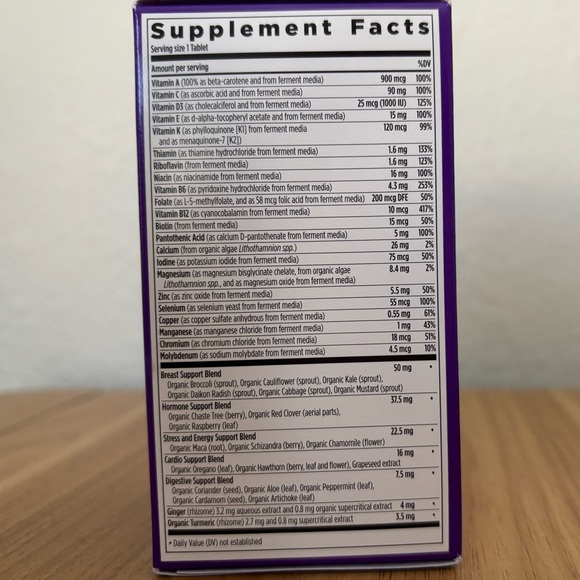 Supplement Facts
Serving size 1 Tablet
Amount per serving %DV
Vitamin A (100% as beta-carotene and from ferment media) 900 mcg 100%
Vitamin C (as ascorbic acid and from ferment media) 90 mg 100%
Vitamin D3 (as cholecalciferol and from ferment media) 25 mcg (1000 IU) 125%
Vitamin E (as d-alpha-tocopheryl acetate and from ferment media) 15 mg 100%
Vitamin K (as phylloquinone [K1] from ferment media 120 mcg 99%
and as menaquinone-7 [K2])
Thiamin (as thiamine hydrochloride from ferment media) 1.6 mg 133%
Riboflavin (from ferment media) 1.6 mg 123%
Niacin (as niacinamide from ferment media) 16 mg 100%
Vitamin B6 (as pyridoxine hydrochloride from ferment media) 4.3 mg 253%
Folate (as L-5-methylfolate, and as 58 mcg folic acid from ferment media) 200 mcg DFE 50%
Vitamin B12 (as cyanocobalamin from ferment media) 10 mcg 417%
Biotin (from ferment media) 15 mcg 50%
Pantothenic Acid (as calcium D-pantothenate from ferment media) 5 mg 100%
Calcium (from organic algae Lithothamnion spp.) 26 mg 2%
Iodine (as potassium iodide from ferment media) 75 mcg 50%
Magnesium (as magnesium bisglycinate chelate, from organic algae 8.4 mg 2%
Lithothamnion spp., and as magnesium oxide from ferment media)
Zinc (as zinc oxide from ferment media) 5.5 mg 50%
Selenium (as selenium yeast from ferment media) 55 mcg 100%
Copper (as copper sulfate anhydrous from ferment media) 0.55 mg 61%
Manganese (as manganese chloride from ferment media) 1 mg 43%
Chromium (as chromium chloride from ferment media) 18 mcg 51%
Molybdenum (as sodium molybdate from ferment media) 4.5 mcg 10%
Breast Support Blend 50 mg *
Organic Broccoli (sprout), Organic Cauliflower (sprout), Organic Kale (sprout),
Organic Daikon Radish (sprout), Organic Cabbage (sprout), Organic Mustard (sprout)
Hormone Support Blend 37.5 mg *
Organic Chaste Tree (berry), Organic Red Clover (aerial parts),
Organic Raspberry (leaf)
Stress and Energy Support Blend 22.5 mg *
Organic Maca (root), Organic Schizandra (berry), Organic Chamomile (flower)
Cardio Support Blend 16 mg *
Organic Oregano (leaf), Organic Hawthorn (berry, leaf and flower), Grapeseed extract
Digestive Support Blend 7.5 mg *
Organic Coriander (seed), Organic Aloe (leaf), Organic Peppermint (leaf),
Organic Cardamom (seed), Organic Artichoke (leaf)
Ginger (rhizome) 3.2 mg aqueous extract and 0.8 mg organic supercritical extract 4 mg *
Organic Turmeric (rhizome) 2.7 mg and 0.8 mg supercritical extract 3.5 mg *
* Daily Value (DV) not established